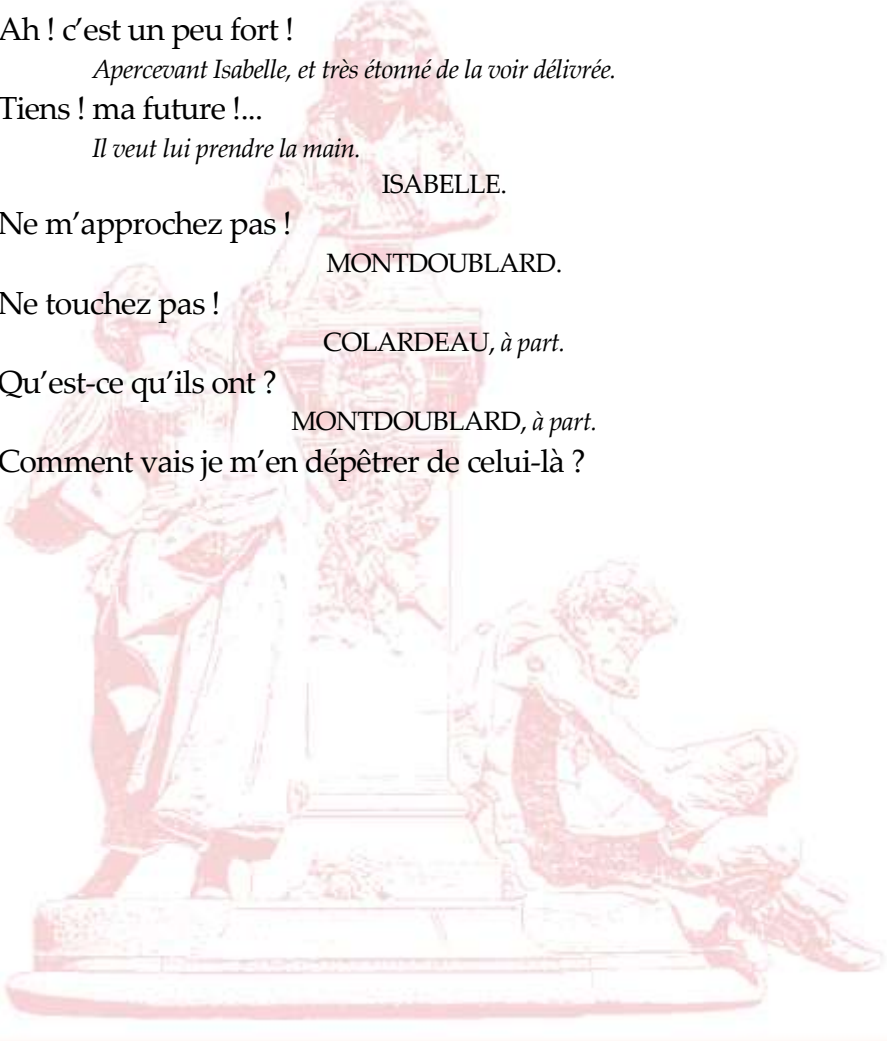 Ah ! c’est un peu fort !
Apercevant Isabelle, et très étonné de la voir délivrée.
Tiens ! ma future !...
Il veut lui prendre la main.
ISABELLE.
Ne m’approchez pas !
MONTDOUBLARD.
Ne touchez pas !
COLARDEAU, à part.
Qu’est-ce qu’ils ont ?
MONTDOUBLARD, à part.
Comment vais je m’en dépêtrer de celui-là ?